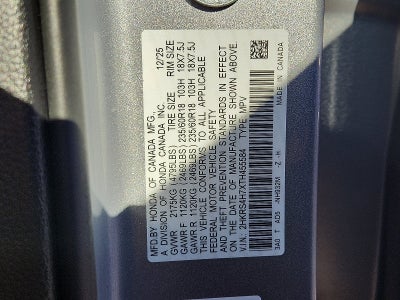 MFD. BY HONDA OF CANADA MFG. 12/25
A DIVISION OF HONDA CANADA INC.
TIRE SIZE RIM SIZE
GVWR 2175KG (4795LBS)
GAWR F 1120KG (2469LBS) 235/60R18 103H 18X7.5J
GAWR R 1120KG (2469LBS) 235/60R18 103H 18X7.5J
THIS VEHICLE CONFORMS TO ALL APPLICABLE
FEDERAL MOTOR VEHICLE SAFETY
AND THEFT PREVENTION STANDARDS IN EFFECT
ON THE DATE OF MANUFACTURE SHOWN ABOVE.
V.I.N. 2HKRS4H7XTH455584 TYPE: MPV
MADE IN CANADA